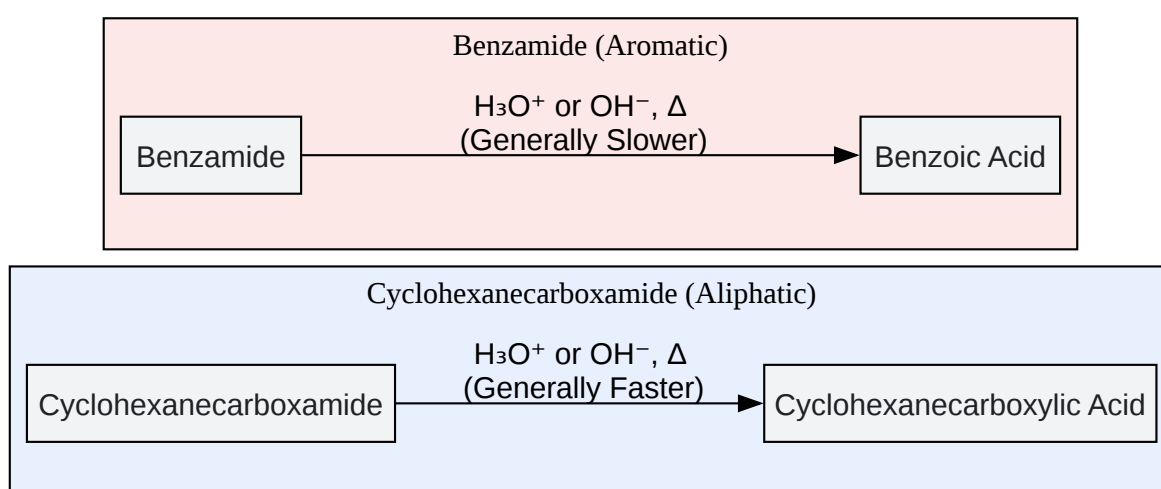 Benzamide (Aromatic)
H₃O⁺ or OH⁻, Δ
(Generally Slower)
Benzamide
Benzoic Acid
Cyclohexanecarboxamide (Aliphatic)
H₃O⁺ or OH⁻, Δ
(Generally Faster)
Cyclohexanecarboxamide
Cyclohexanecarboxylic Acid